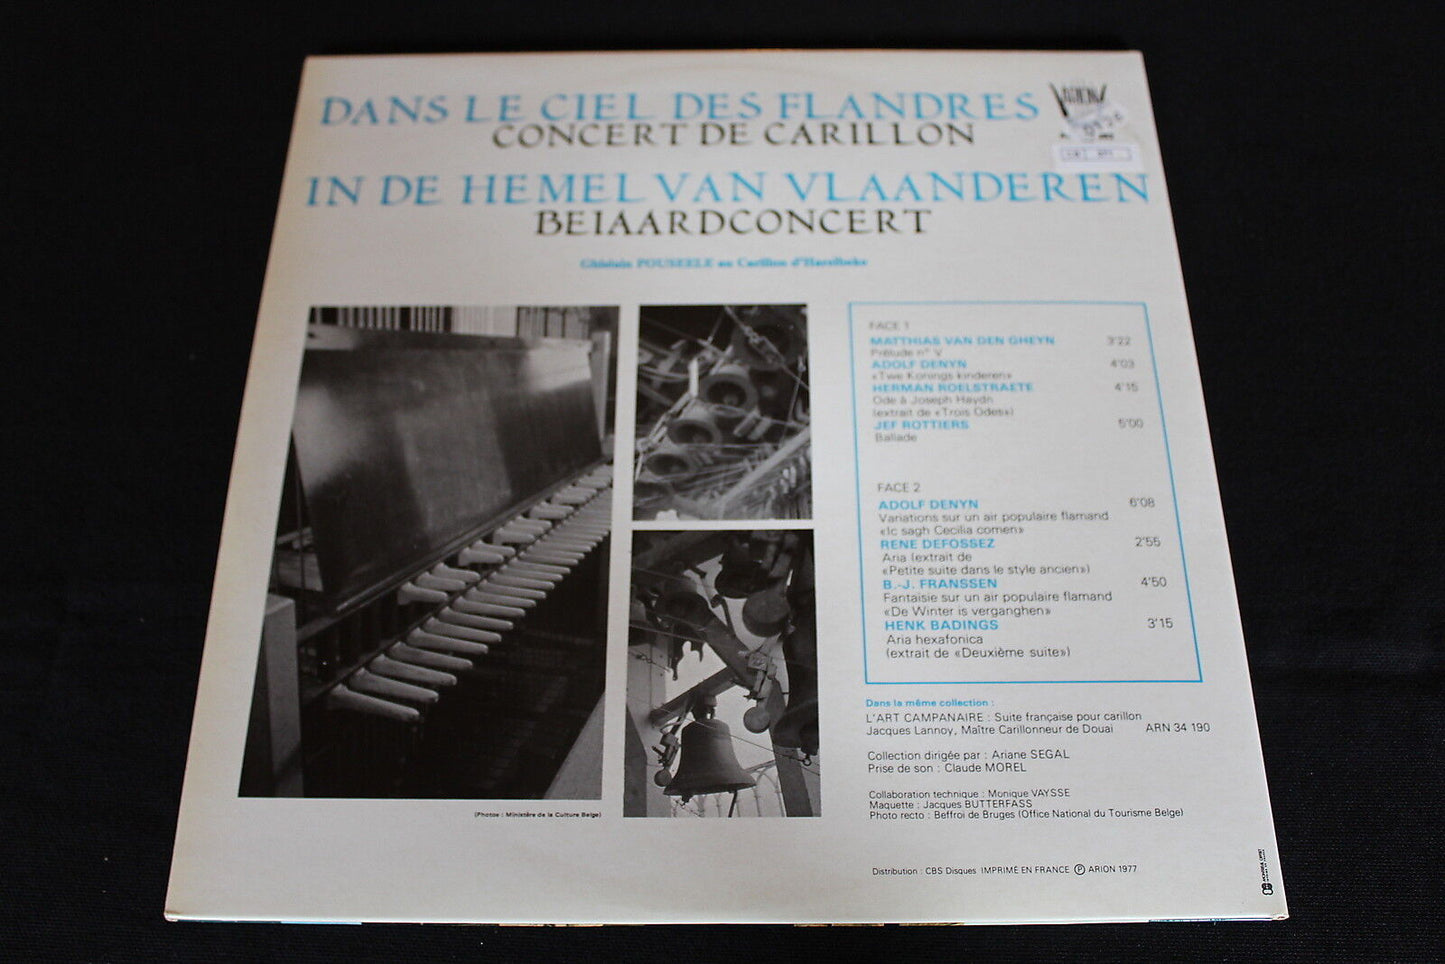 DANS LE CIEL DES FLANDRES
CONCERT DE CARILLON
IN DE HEMEL VAN VLAANDEREN
BEIAARDCONCERT
Ghislain POUSEELE au Carillon d'Harelbeke
ARION
FACE 1
MATTHIAS VAN DEN GHEYN 3'22
Prélude n° V
ADOLF DENYN 4'03
«Twe Konings kinderen»
HERMAN ROELSTRAETE 4'15
Ode à Joseph Haydn
(extrait de «Trois Odes»)
JEF ROTTIERS 5'00
Ballade
FACE 2
ADOLF DENYN 6'08
Variations sur un air populaire flamand
«Ic sagh Cecilia comen»
RENE DEFOSSEZ 2'55
Aria (extrait de
«Petite suite dans le style ancien»)
B.-J. FRANSSEN 4'50
Fantaisie sur un air populaire flamand
«De Winter is verganghen»
HENK BADINGS 3'15
Aria hexafonica
(extrait de «Deuxième suite»)
Dans la même collection :
L'ART CAMPANAIRE : Suite française pour carillon
Jacques Lannoy, Maître Carillonneur de Douai ARN 34 190
Collection dirigée par : Ariane SEGAL
Prise de son : Claude MOREL
Collaboration technique : Monique VAYSSE
Maquette : Jacques BUTTERFASS
Photo recto : Beffroi de Bruges (Office National du Tourisme Belge)
(Photos : Ministère de la Culture Belge)
Distribution : CBS Disques IMPRIMÉ EN FRANCE Ⓟ ARION 1977